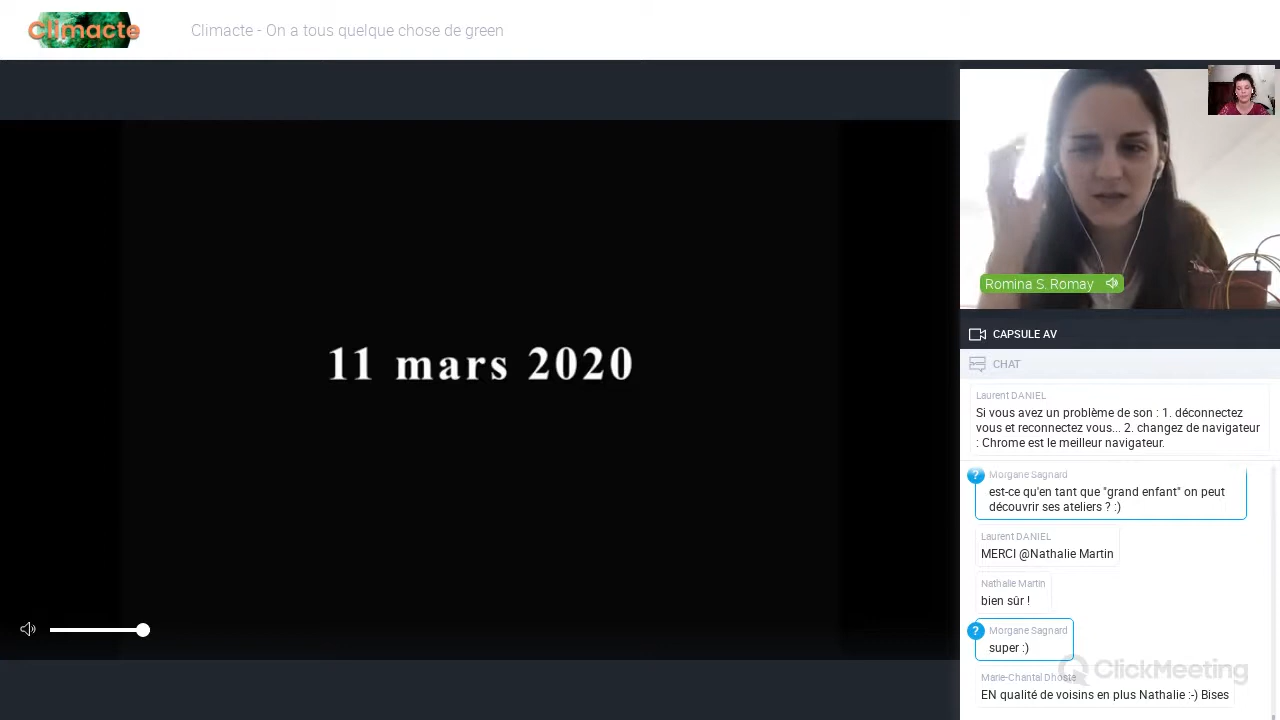 Climacte
Climacte - On a tous quelque chose de green
11 mars 2020
Romina S. Romay
CAPSULE AV
CHAT
Laurent DANIEL
Si vous avez un problème de son : 1. déconnectez
vous et reconnectez vous... 2. changez de navigateur
: Chrome est le meilleur navigateur.
?
Morgane Sagnard
est-ce qu'en tant que "grand enfant" on peut
découvrir ses ateliers ? :)
Laurent DANIEL
MERCI @Nathalie Martin
Nathalie Martin
bien sûr !
?
Morgane Sagnard
super :)
ClickMeeting
Marie-Chantal Dhoste
EN qualité de voisins en plus Nathalie :-) Bises